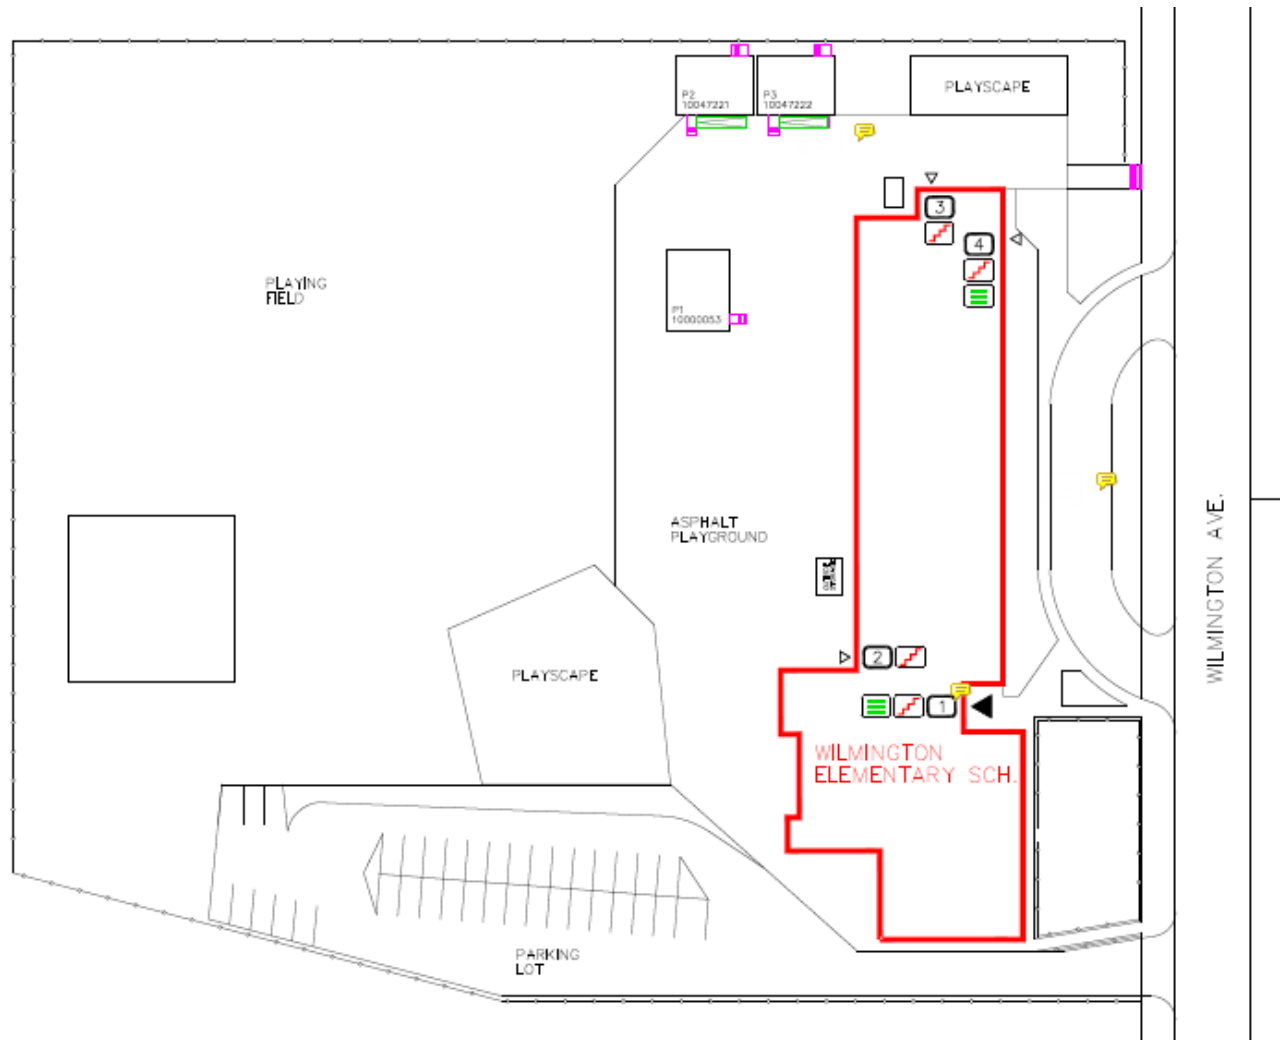 P2
10047221
P3
10047222
PLAYSCAPE
3
4
PLAYING
FIELD
P1
10000053
ASPHALT
PLAYGROUND
WILMINGTON AVE.
2
PLAYSCAPE
1
WILMINGTON
ELEMENTARY SCH.
PARKING
LOT